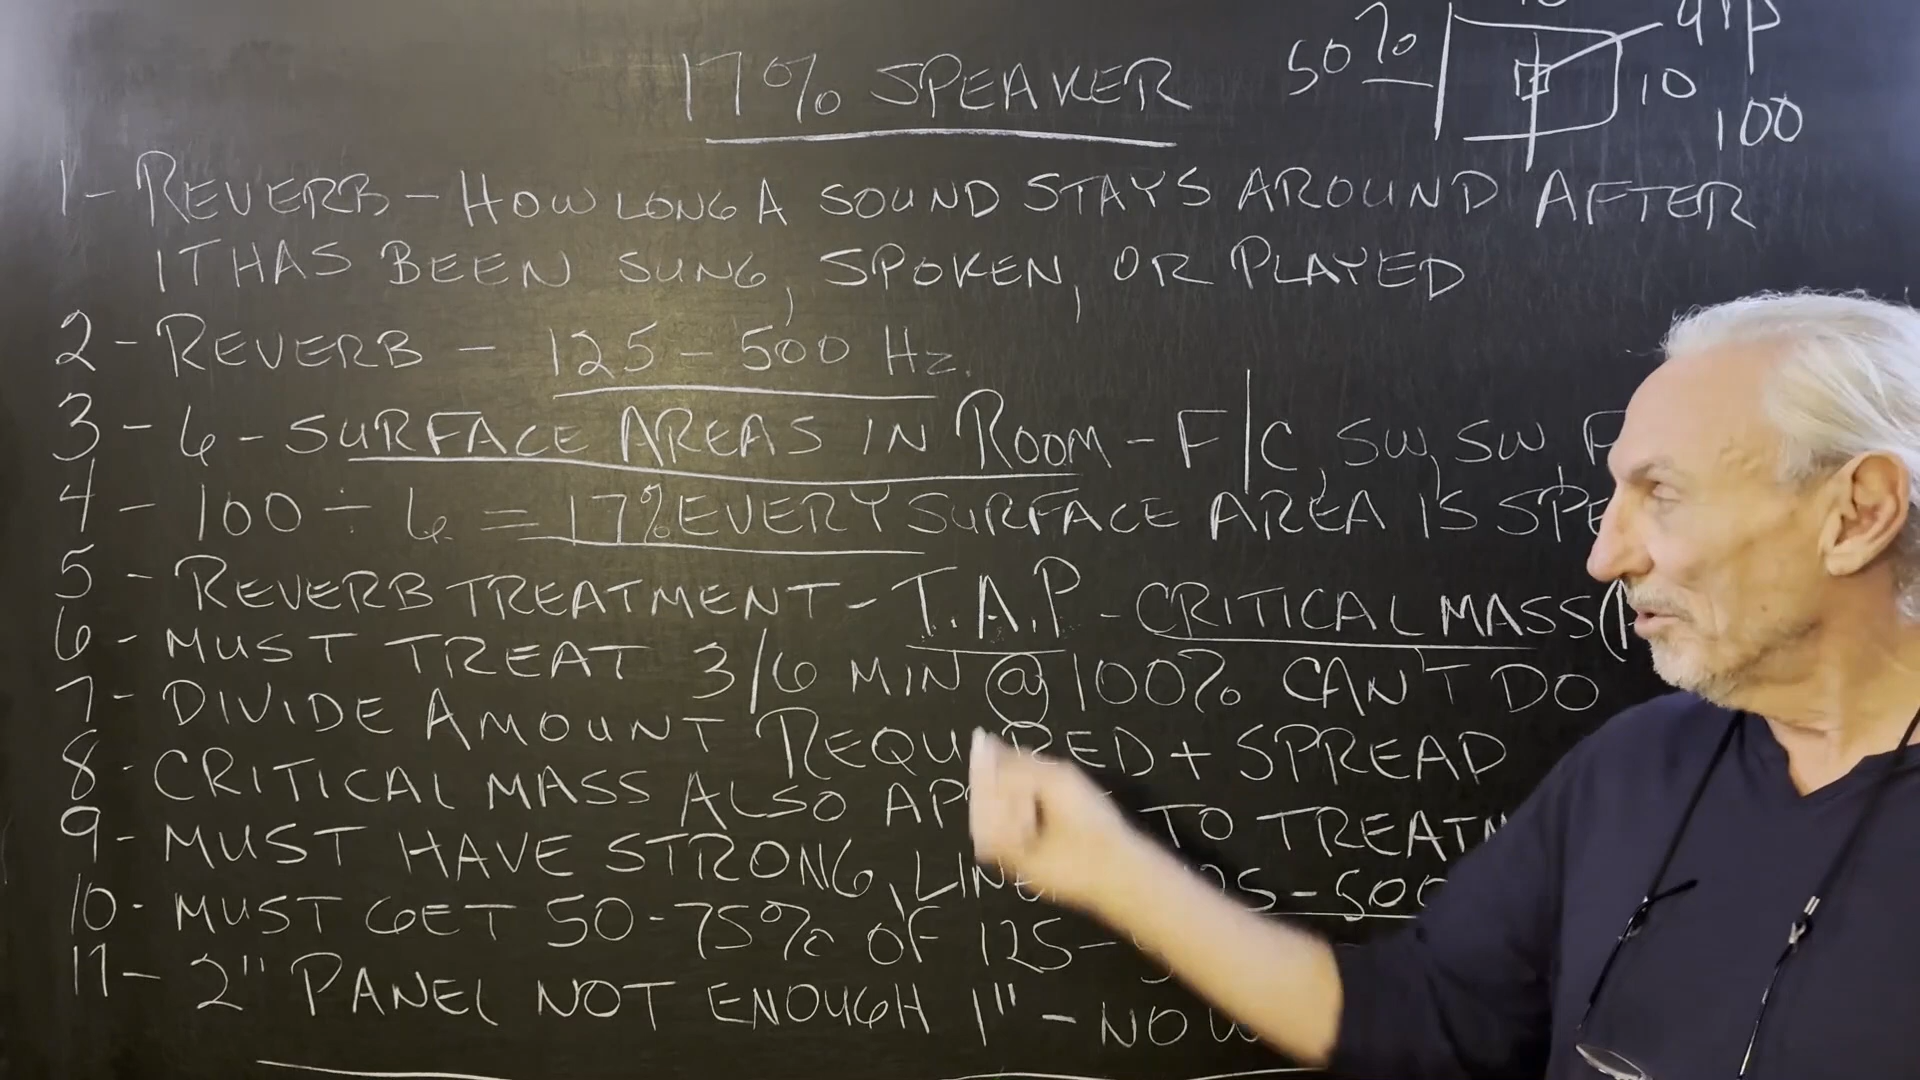 17% SPEAKER
50%
10
100
1- REVERB - HOW LONG A SOUND STAYS AROUND AFTER
IT HAS BEEN SUNG, SPOKEN, OR PLAYED
2 - REVERB - 125 - 500 Hz.
3 - 6 - SURFACE AREAS IN ROOM - F/C, SW, SW, F
4 - 100 ÷ 6 = 17% EVERY SURFACE AREA IS
5 - REVERB TREATMENT - T.A.P - CRITICAL MASS (
6 - MUST TREAT 3/6 MIN @ 100% CAN'T DO
7 - DIVIDE AMOUNT REQUIRED + SPREAD
8 - CRITICAL MASS ALSO TO
9 - MUST HAVE STRONG, 125 - 500
10 - MUST GET 50-75% OF 125-
11 - 2" PANEL NOT ENOUGH 1" - NO